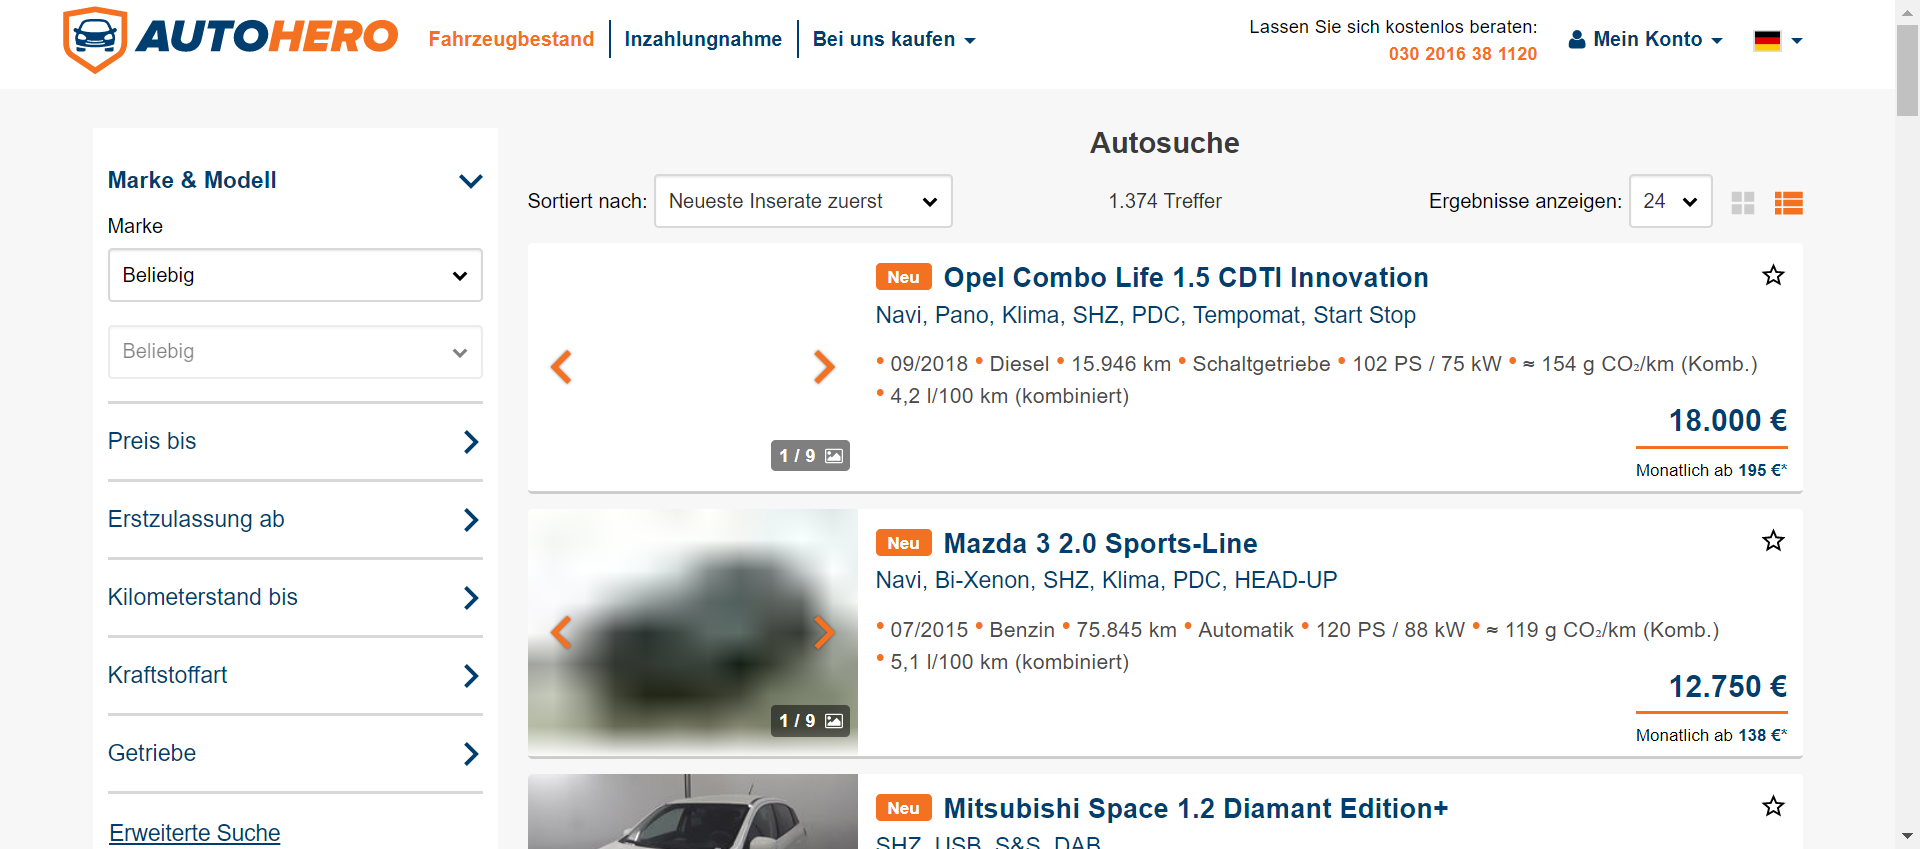 AUTOHERO
Fahrzeugbestand
Inzahlungnahme
Bei uns kaufen
Lassen Sie sich kostenlos beraten:
030 2016 38 1120
Mein Konto
Marke & Modell
Marke
Beliebig
Beliebig
Preis bis
Erstzulassung ab
Kilometerstand bis
Kraftstoffart
Getriebe
Erweiterte Suche
Autosuche
Sortiert nach: Neueste Inserate zuerst
1.374 Treffer
Ergebnisse anzeigen: 24
Neu Opel Combo Life 1.5 CDTI Innovation
Navi, Pano, Klima, SHZ, PDC, Tempomat, Start Stop
• 09/2018 • Diesel • 15.946 km • Schaltgetriebe • 102 PS / 75 kW • ≈ 154 g CO₂/km (Komb.)
• 4,2 l/100 km (kombiniert)
18.000 €
Monatlich ab 195 €*
1 / 9
Neu Mazda 3 2.0 Sports-Line
Navi, Bi-Xenon, SHZ, Klima, PDC, HEAD-UP
• 07/2015 • Benzin • 75.845 km • Automatik • 120 PS / 88 kW • ≈ 119 g CO₂/km (Komb.)
• 5,1 l/100 km (kombiniert)
12.750 €
Monatlich ab 138 €*
1 / 9
Neu Mitsubishi Space 1.2 Diamant Edition+
SHZ, USB, S&S, DAB